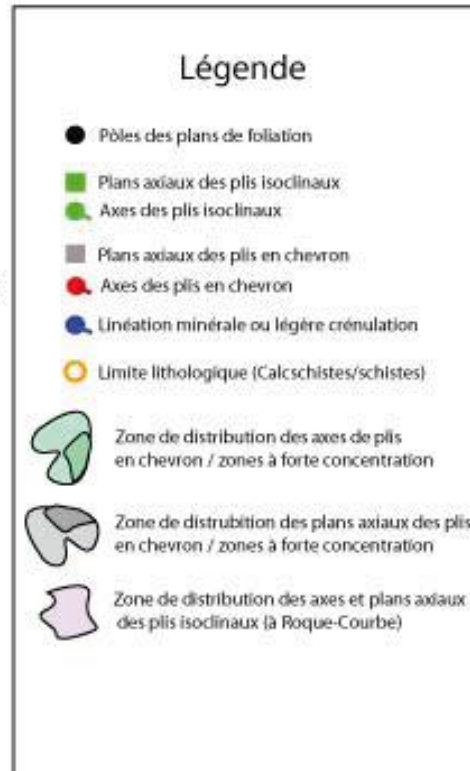 Légende
Pôles des plans de foliation
Plans axiaux des plis isoclinaux
Axes des plis isoclinaux
Plans axiaux des plis en chevron
Axes des plis en chevron
Linéation minérale ou légère crénulation
Limite lithologique (Calcschistes/schistes)
Zone de distribution des axes de plis
en chevron / zones à forte concentration
Zone de distrubition des plans axiaux des plis
en chevron / zones à forte concentration
Zone de distribution des axes et plans axiaux
des plis isoclinaux (à Roque-Courbe)